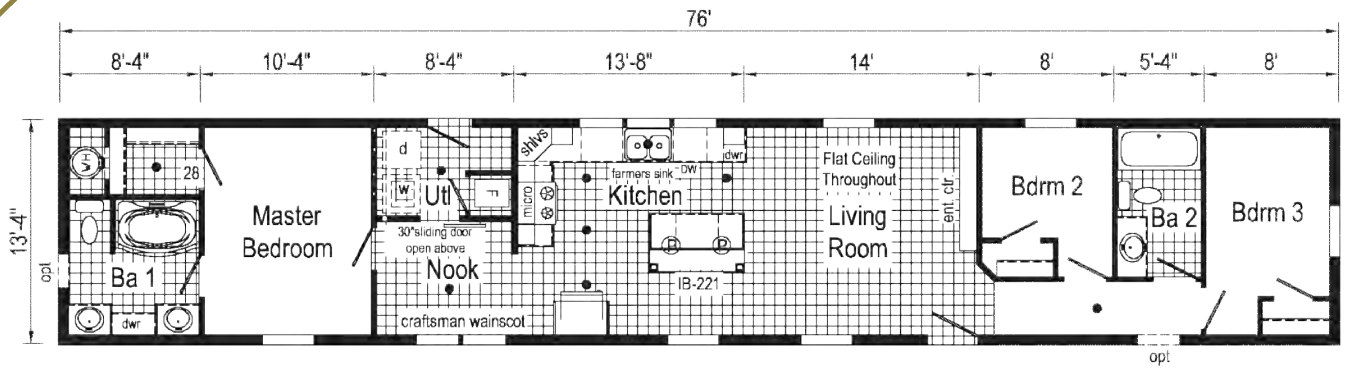 76'
8'-4" 10'-4" 8'-4" 13'-8" 14' 8' 5'-4" 8'
13'-4"
WH
28
Master
Bedroom
opt
Ba 1
dwr
d
W
Utl
F
30"sliding door
open above
Nook
craftsman wainscot
shlvs
micro
farmers sink
DW
dwr
Kitchen
P P
IB-221
Flat Ceiling
Throughout
Living
Room
ent. ctr
Bdrm 2
Ba 2
Bdrm 3
opt